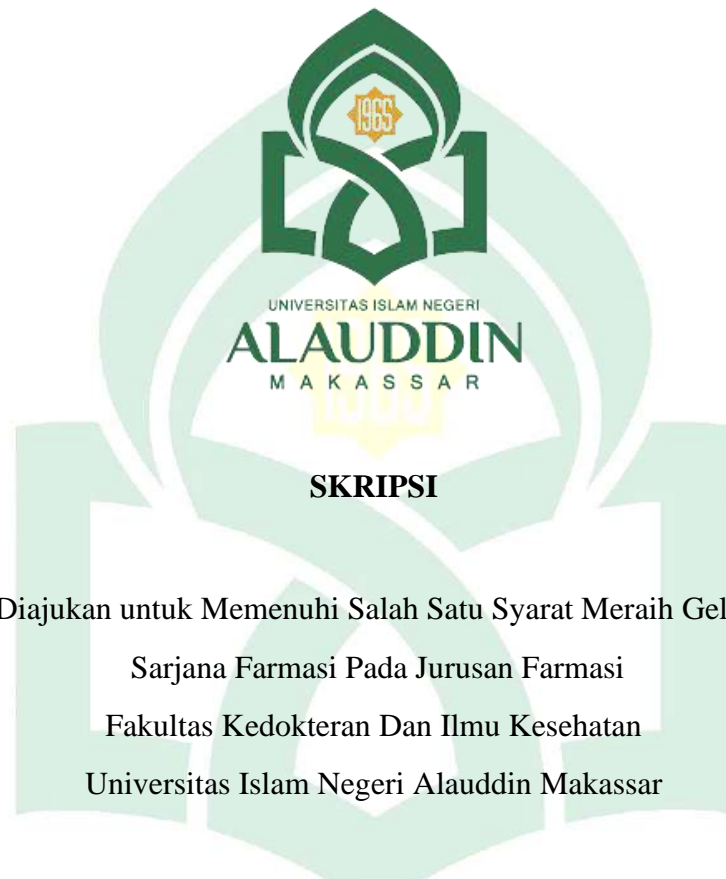 1965
UNIVERSITAS ISLAM NEGERI
ALAUDDIN
MAKASSAR
1965
SKRIPSI
Diajukan untuk Memenuhi Salah Satu Syarat Meraih Gel
Sarjana Farmasi Pada Jurusan Farmasi
Fakultas Kedokteran Dan Ilmu Kesehatan
Universitas Islam Negeri Alauddin Makassar